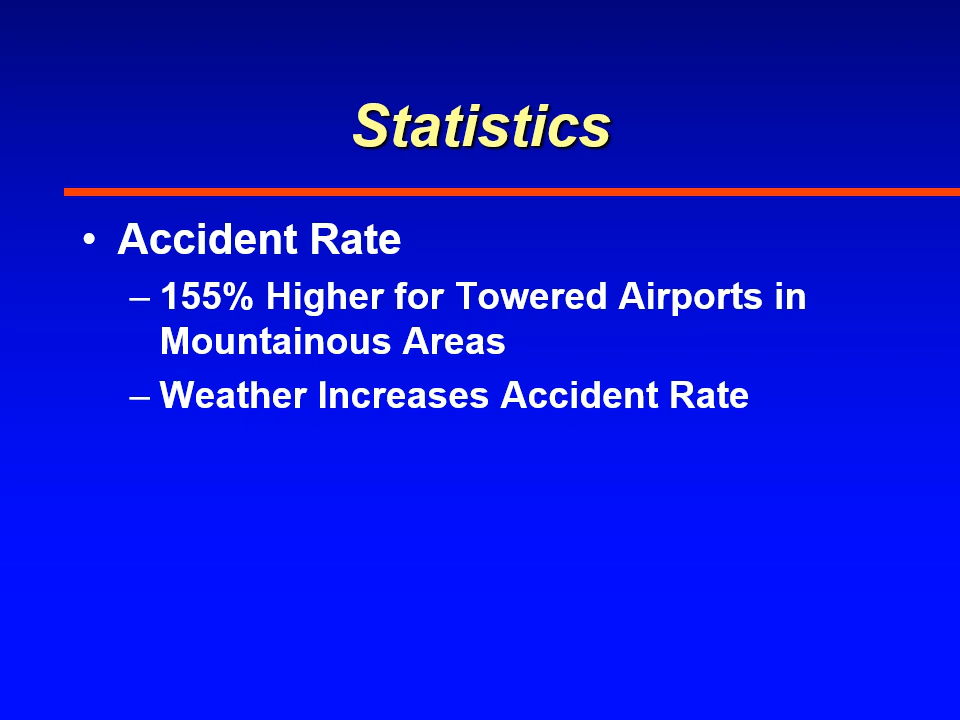 Statistics
• Accident Rate
– 155% Higher for Towered Airports in
Mountainous Areas
– Weather Increases Accident Rate